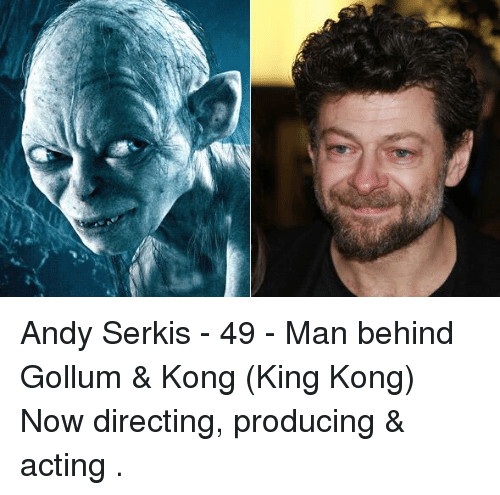 Andy Serkis - 49 - Man behind
Gollum & Kong (King Kong)
Now directing, producing &
acting .